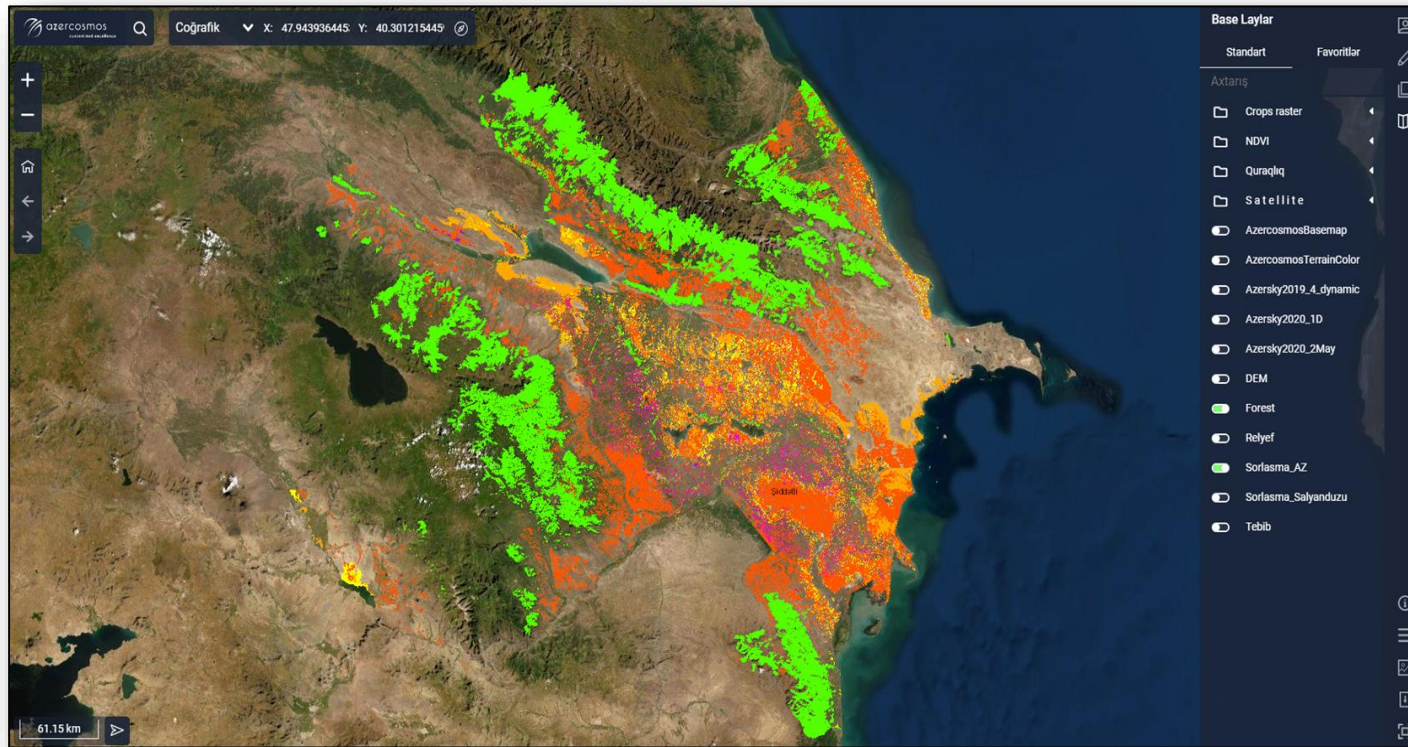 azercosmos
Coğrafik X: 47.943936445 Y: 40.301215445
Base Laylar
Standart Favoritlər
Axtarış
Crops raster
NDVI
Quraqlıq
Satellite
AzercosmosBasemap
AzercosmosTerrainColor
Azersky2019_4_dynamic
Azersky2020_1D
Azersky2020_2May
DEM
Forest
Relyef
Sorlasma_AZ
Sorlasma_Salyanduzu
Tebib
Şiddətli
61.15 km